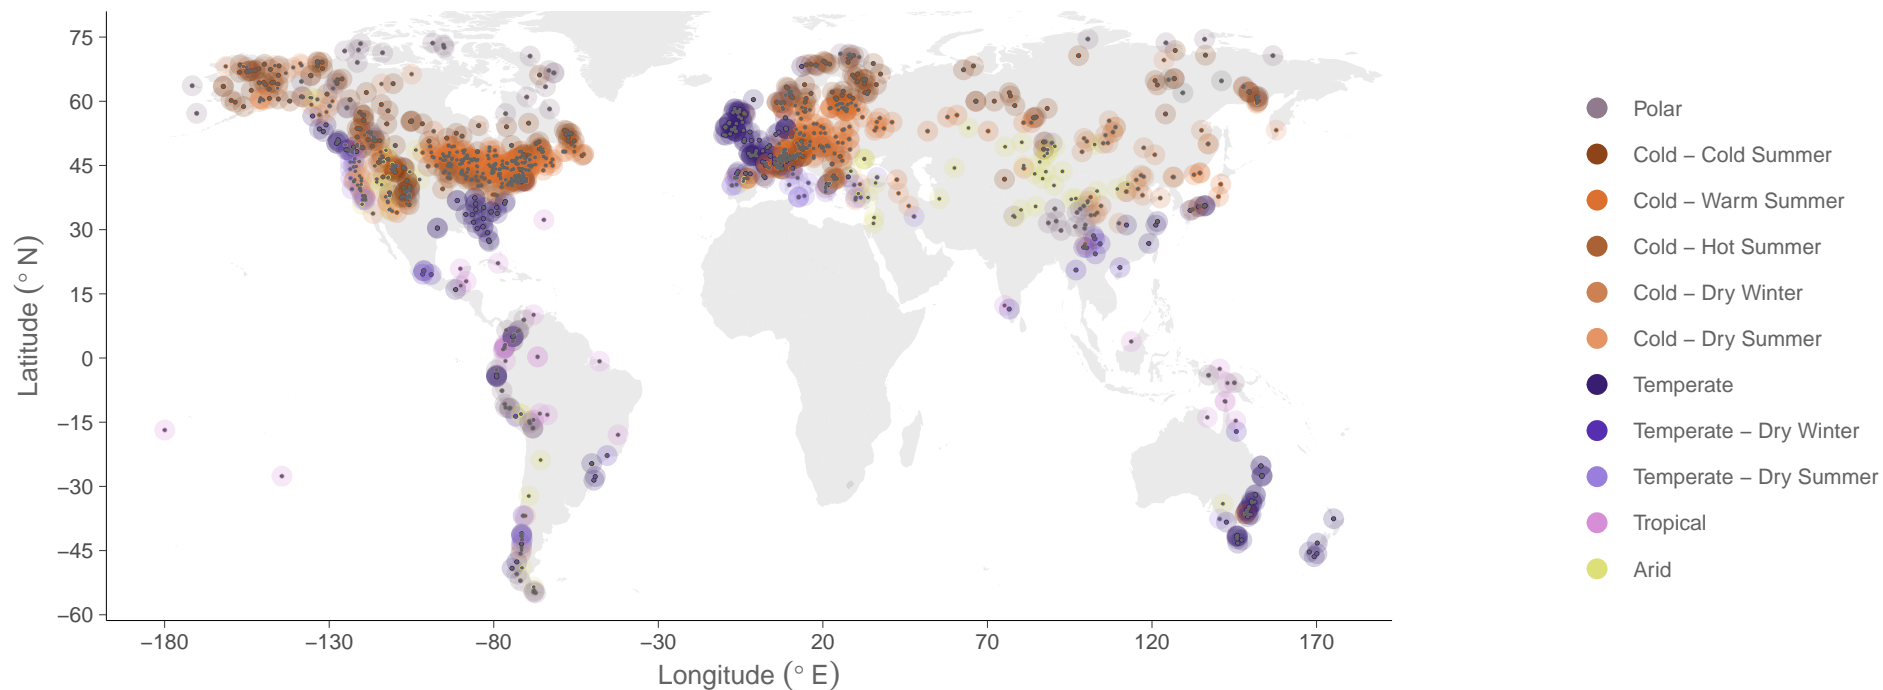 75
60
45
30
15
0
−15
−30
−45
−60
Latitude (° N)
−180 −130 −80 −30 20 70 120 170
Longitude (° E)
Polar
Cold − Cold Summer
Cold − Warm Summer
Cold − Hot Summer
Cold − Dry Winter
Cold − Dry Summer
Temperate
Temperate − Dry Winter
Temperate − Dry Summer
Tropical
Arid